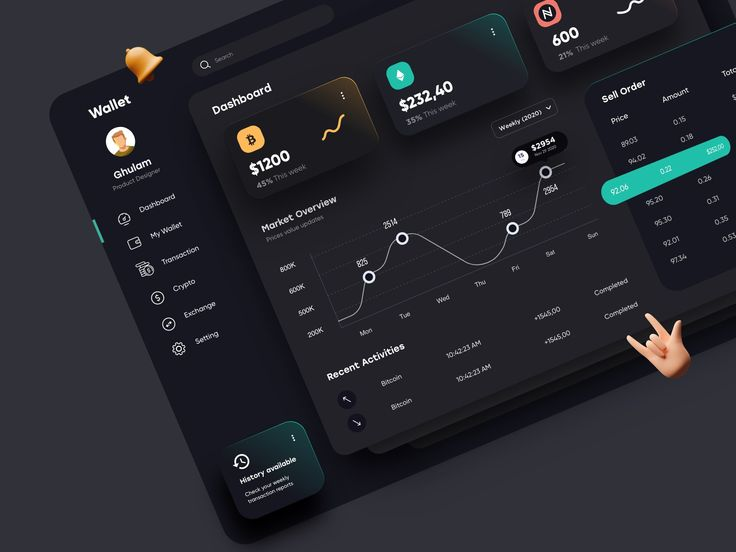 Wallet
Ghulam
Product Designer
Dashboard
My Wallet
Transaction
Crypto
Exchange
Setting
History available
Check your weekly
transaction reports
Search
Dashboard
$1200
45% This week
$232,40
35% This week
600
21% This week
Market Overview
Prices value updates
Weekly (2020)
15
$2954
Nov 20 2020
800K
600K
500K
200K
825
2514
789
2954
Mon
Tue
Wed
Thu
Fri
Sat
Sun
Recent Activities
Bitcoin
10:42:23 AM
+1545,00
Completed
Bitcoin
10:42:23 AM
+1545,00
Completed
Sell Order
Price
Amount
89.03
0.15
94.02
0.18
92.06
0.22
$252,00
95.20
0.26
95.30
0.31
92.01
0.35
97.34
0.53